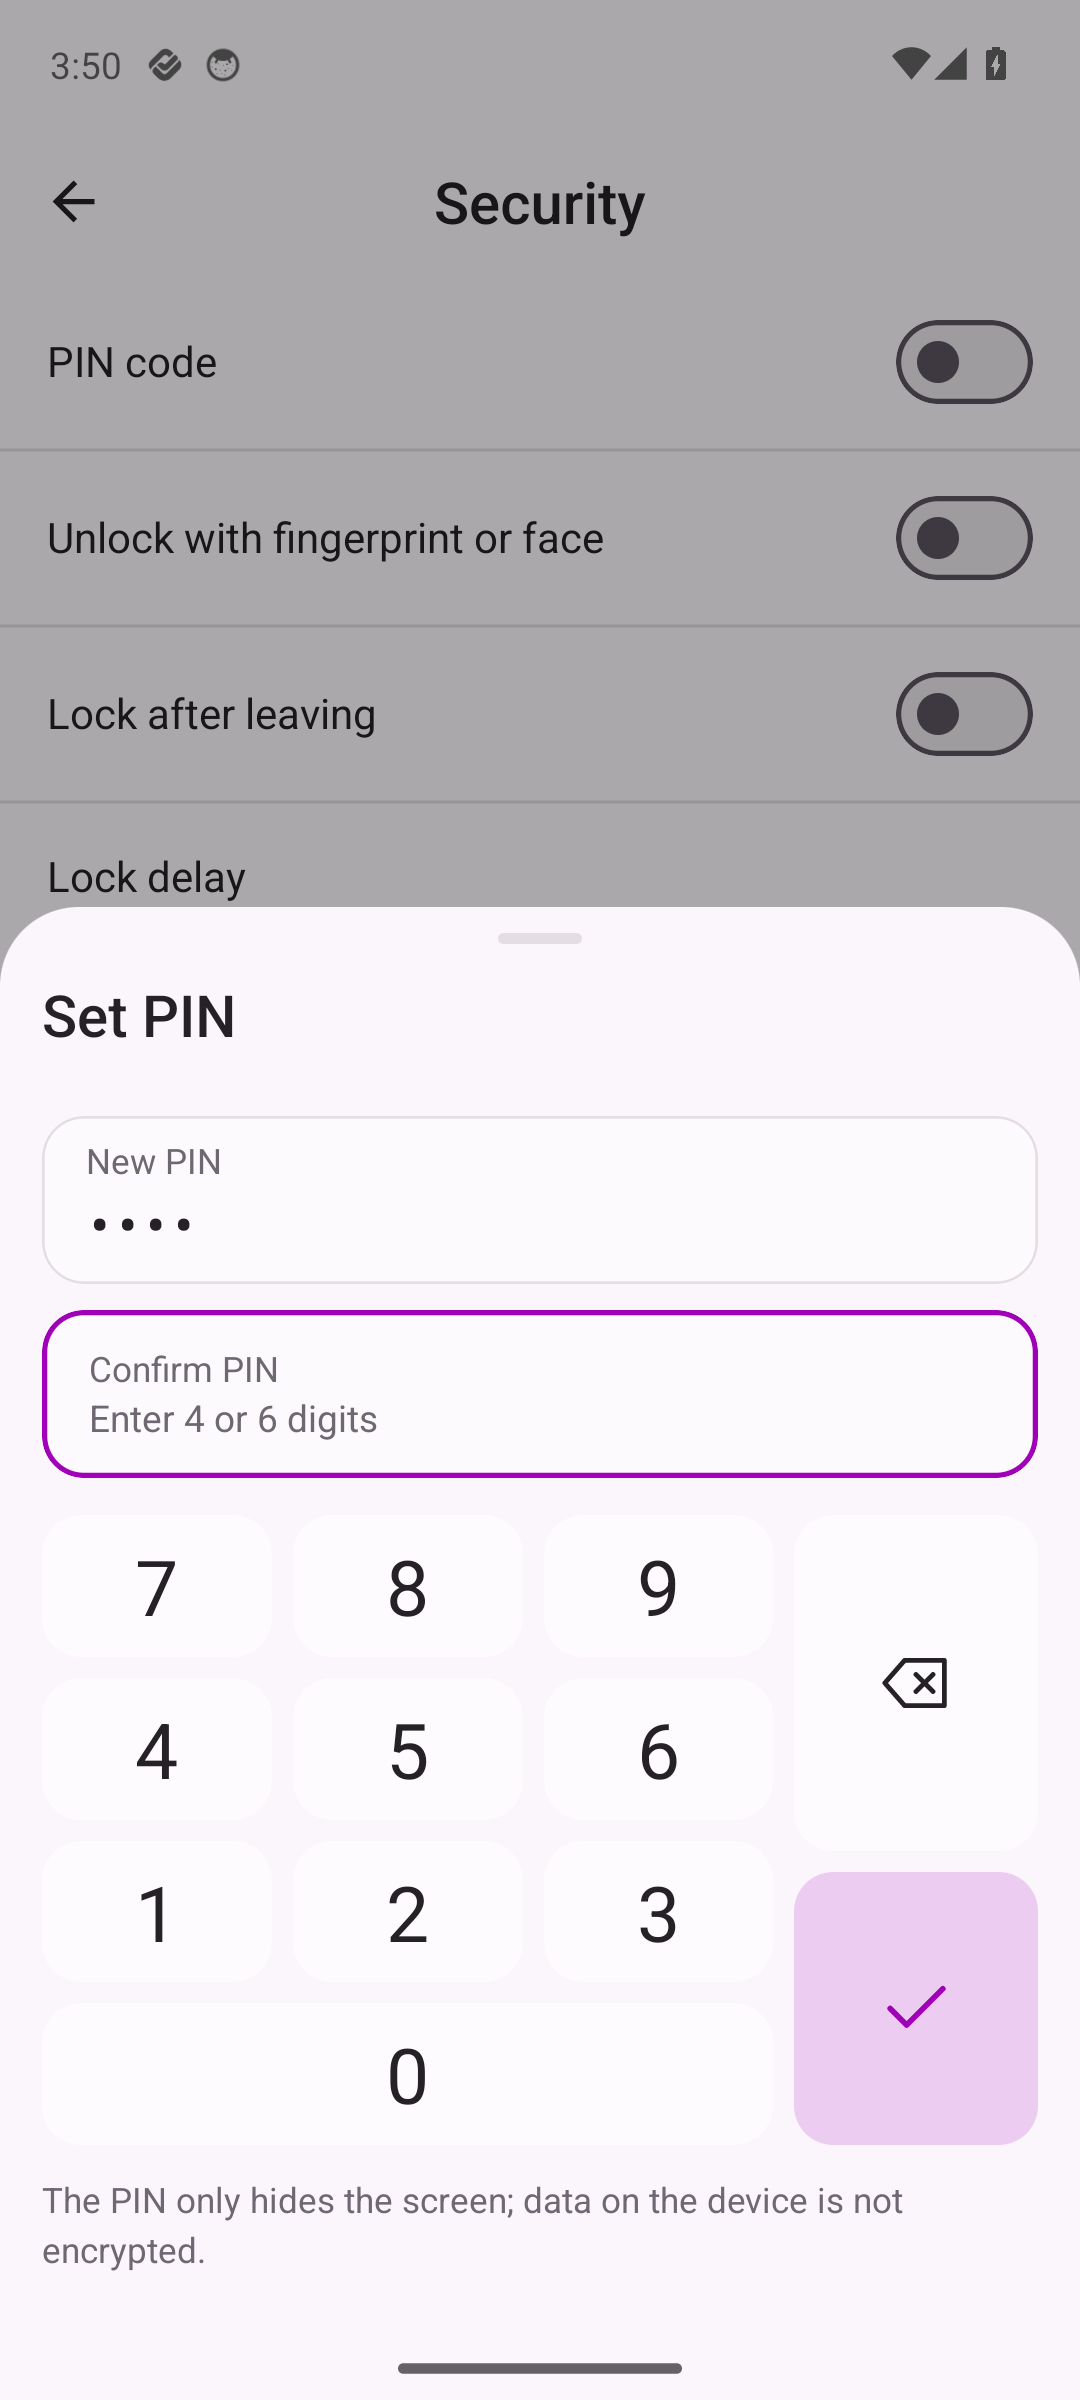 3:50
Security
PIN code
Unlock with fingerprint or face
Lock after leaving
Lock delay
Set PIN
New PIN
••••
Confirm PIN
Enter 4 or 6 digits
7 8 9
4 5 6
1 2 3
0
The PIN only hides the screen; data on the device is not
encrypted.